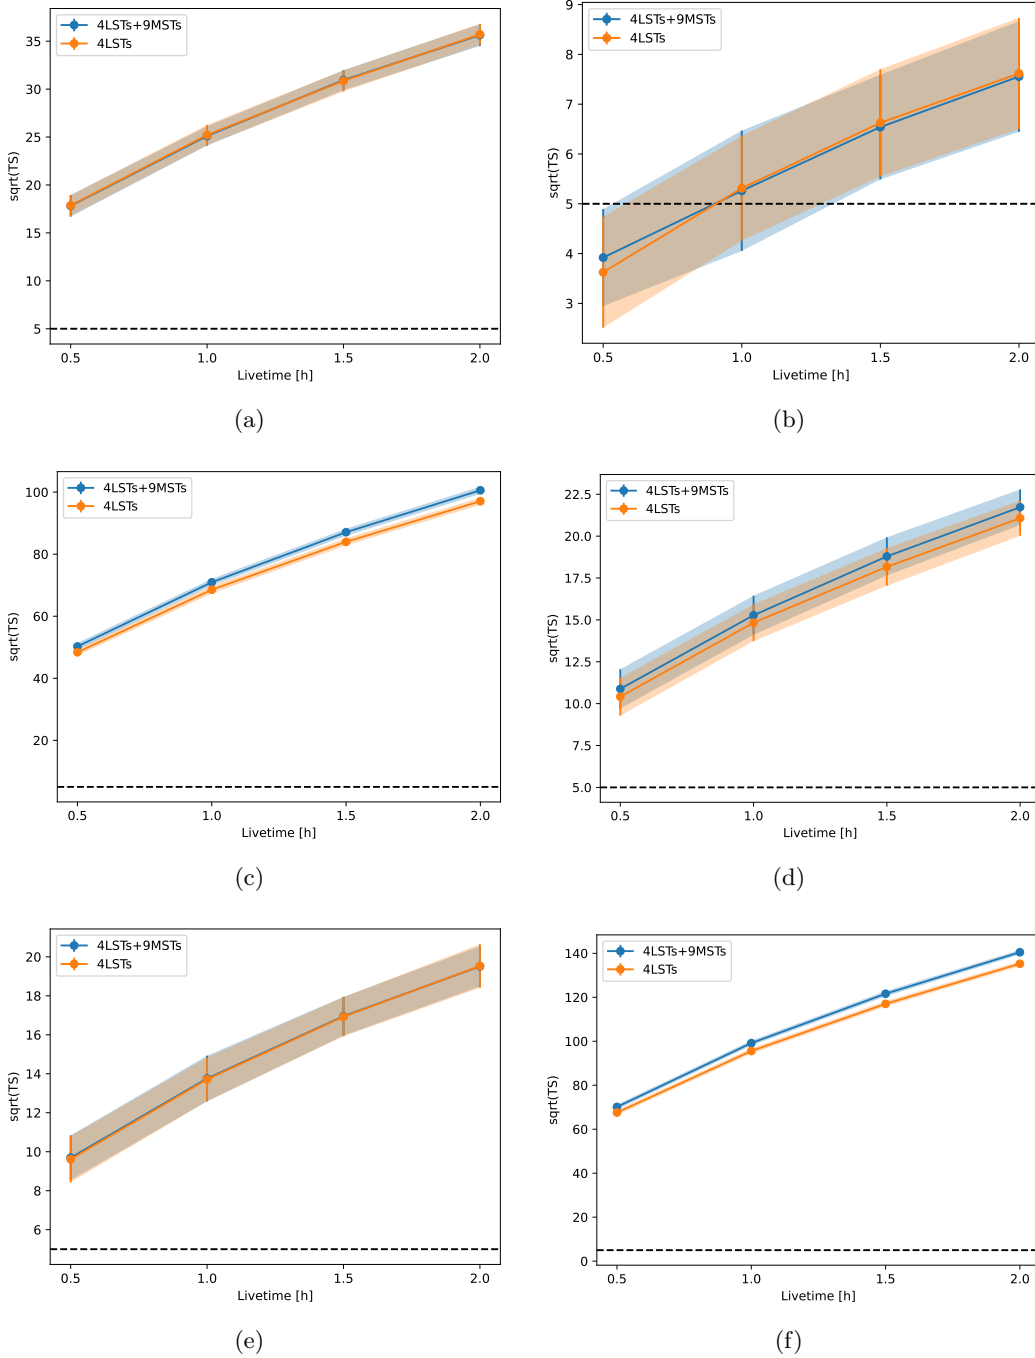 4LSTs+9MSTs
4LSTs
35
30
25
20
15
10
5
sqrt(TS)
0.5 1.0 1.5 2.0
Livetime [h]
(a)
4LSTs+9MSTs
4LSTs
9
8
7
6
5
4
3
sqrt(TS)
0.5 1.0 1.5 2.0
Livetime [h]
(b)
4LSTs+9MSTs
4LSTs
100
80
60
40
20
sqrt(TS)
0.5 1.0 1.5 2.0
Livetime [h]
(c)
4LSTs+9MSTs
4LSTs
22.5
20.0
17.5
15.0
12.5
10.0
7.5
5.0
sqrt(TS)
0.5 1.0 1.5 2.0
Livetime [h]
(d)
4LSTs+9MSTs
4LSTs
20
18
16
14
12
10
8
6
sqrt(TS)
0.5 1.0 1.5 2.0
Livetime [h]
(e)
4LSTs+9MSTs
4LSTs
140
120
100
80
60
40
20
0
sqrt(TS)
0.5 1.0 1.5 2.0
Livetime [h]
(f)